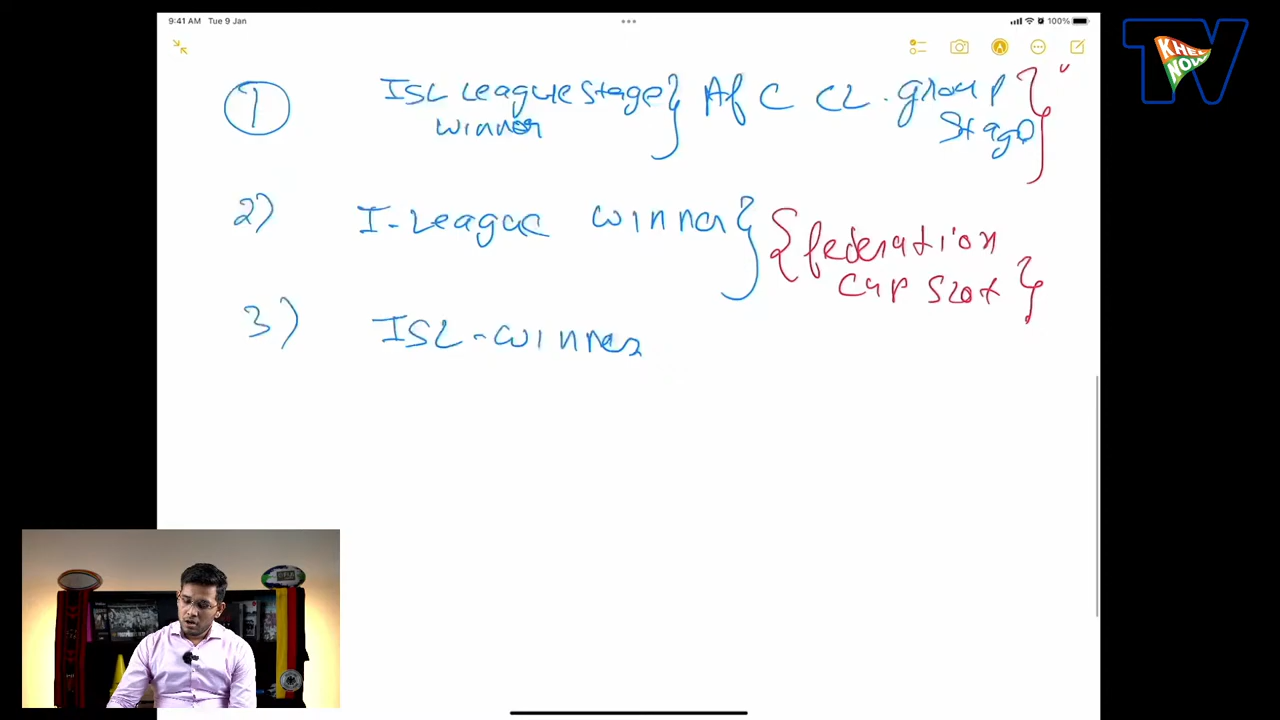 9:41 AM Tue 9 Jan
100%
TV
KHEL
NOW
1 ISL League Stage } AFC CL. group }
winner Stage
2) I-League winner } { federation
cup slot }
3) ISL-winner